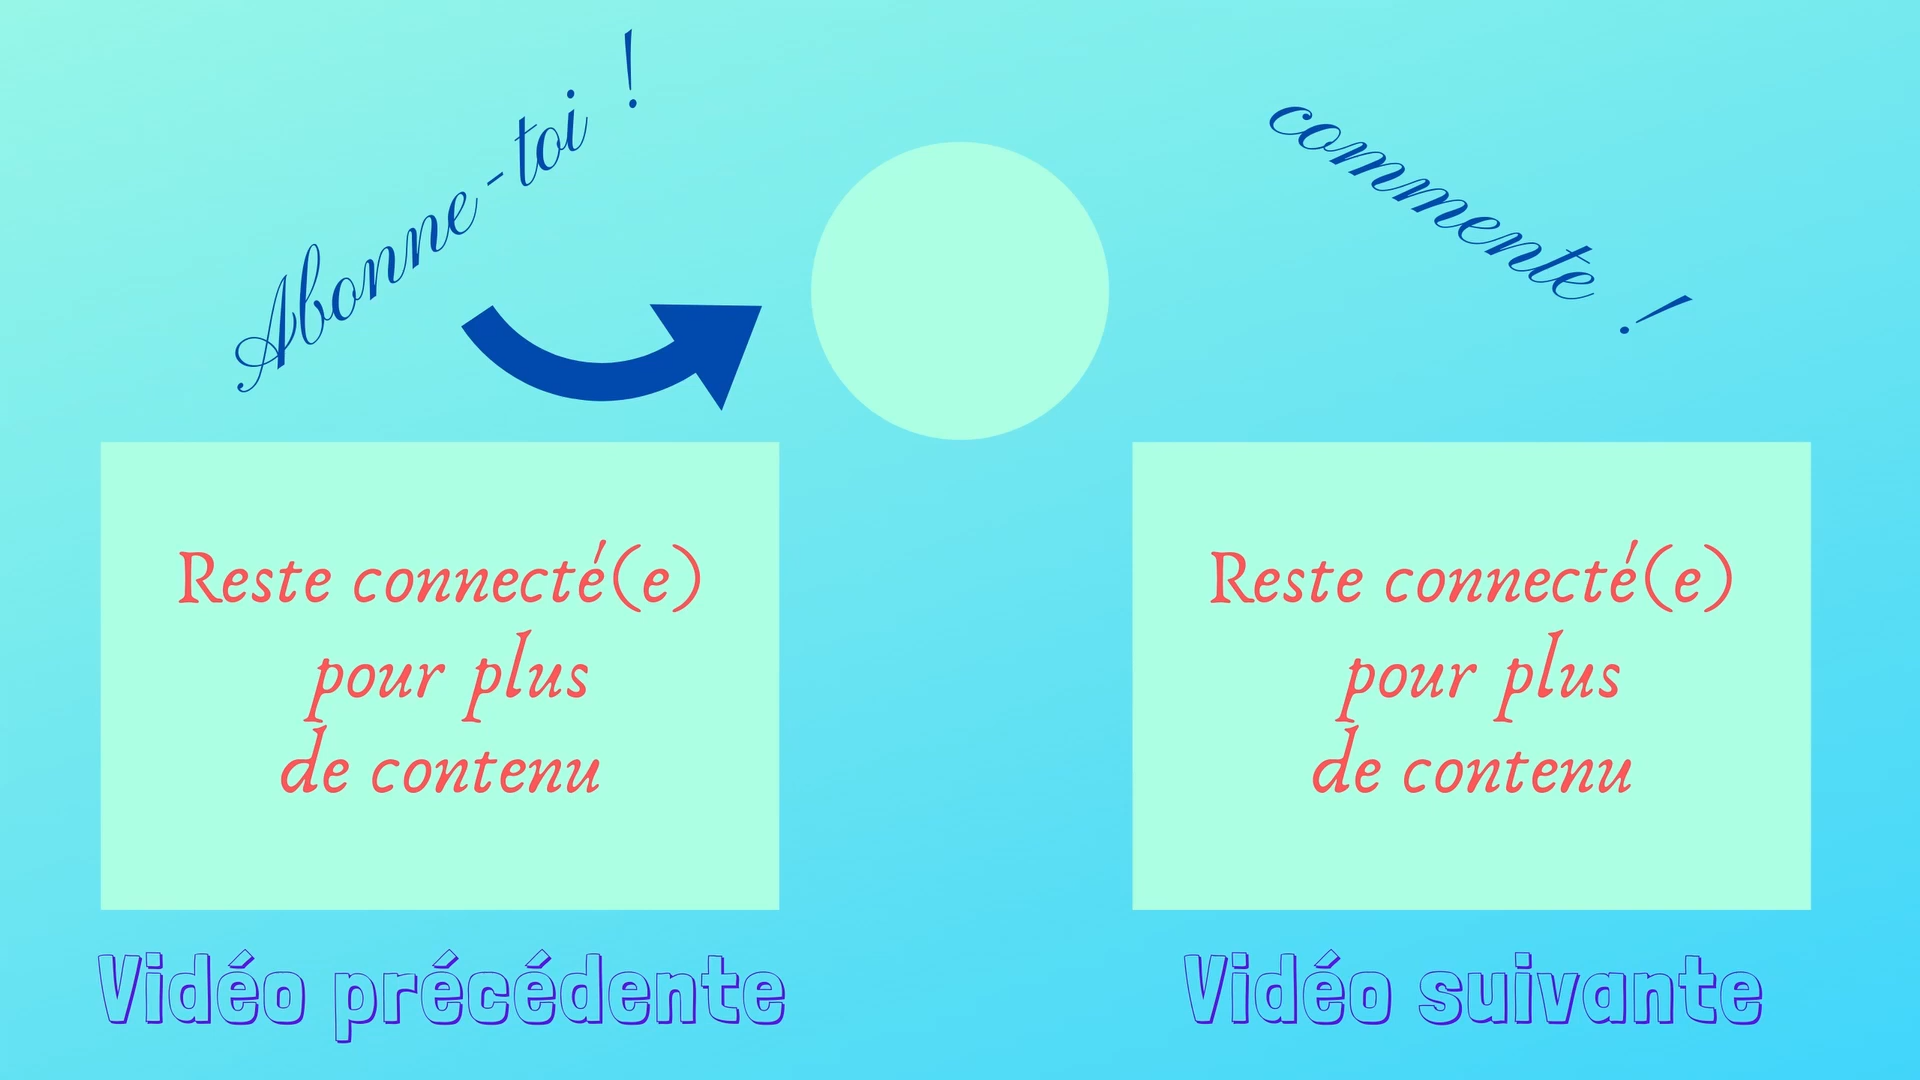 Abonne-toi !
commente !
Reste connecté(e)
pour plus
de contenu
Reste connecté(e)
pour plus
de contenu
Vidéo précédente
Vidéo suivante